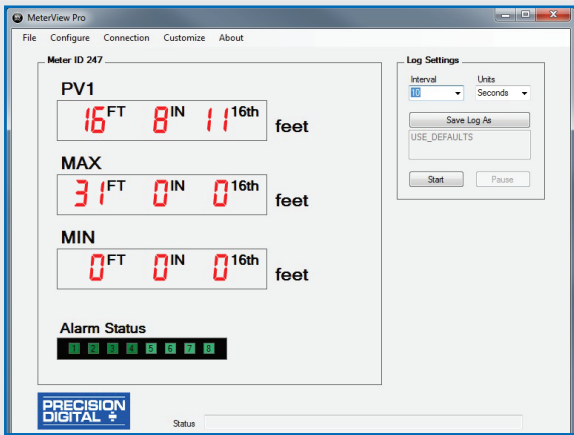 MeterView Pro
File Configure Connection Customize About
Meter ID 247
PV1
16 FT 8 IN 11 16th feet
MAX
31 FT 0 IN 0 16th feet
MIN
0 FT 0 IN 0 16th feet
Alarm Status
1 2 3 4 5 6 7 8
PRECISION
DIGITAL
Status
Log Settings
Interval Units
10 Seconds
Save Log As
USE_DEFAULTS
Start Pause